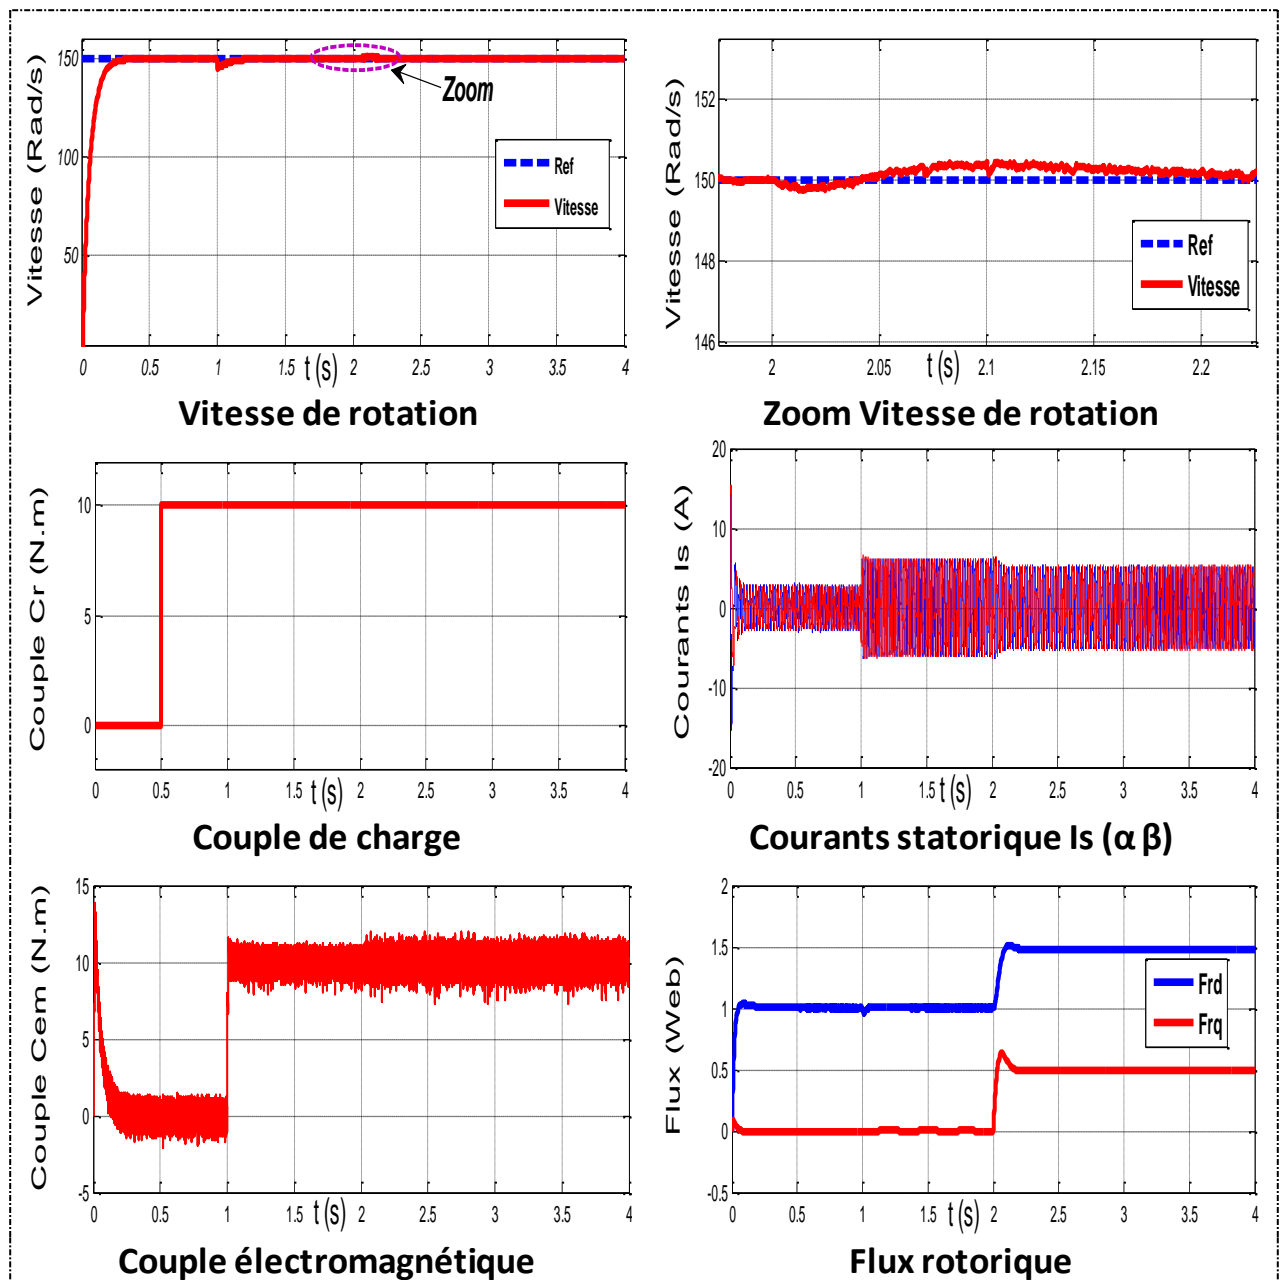 Vitesse (Rad/s)
150
100
50
Zoom
Ref
Vitesse
0 0.5 1 1.5 t (s) 2 2.5 3 3.5 4
Vitesse de rotation
Vitesse (Rad/s)
152
150
148
146
Ref
Vitesse
2 2.05 t (s) 2.1 2.15 2.2
Zoom Vitesse de rotation
Couple Cr (N.m)
10
5
0
0 0.5 1 1.5 t (s) 2 2.5 3 3.5 4
Couple de charge
Courants Is (A)
20
10
0
-10
-20
0 0.5 1 1.5 t (s) 2 2.5 3 3.5 4
Courants statorique Is (α β)
Couple Cem (N.m)
15
10
5
0
-5
0 0.5 1 1.5 t (s) 2 2.5 3 3.5 4
Couple électromagnétique
Flux (Web)
2
1.5
1
0.5
0
-0.5
Frd
Frq
0 0.5 1 1.5 t (s) 2 2.5 3 3.5 4
Flux rotorique